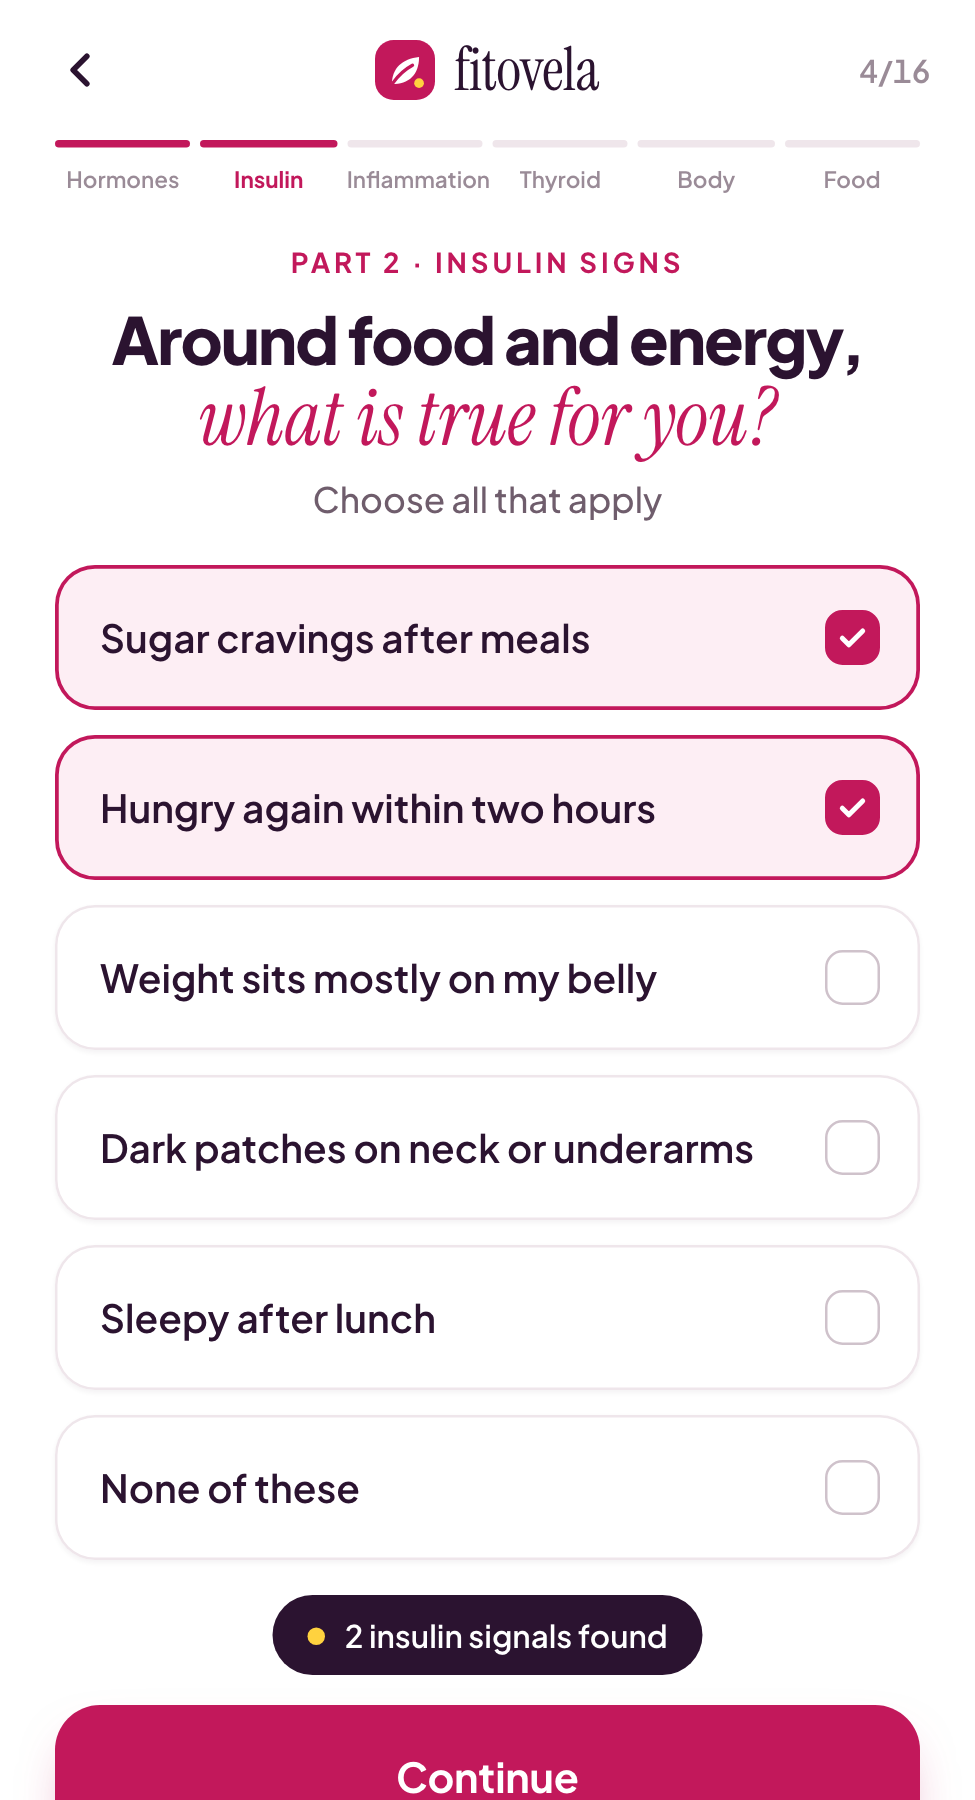 fitovela
4/16
Hormones
Insulin
Inflammation
Thyroid
Body
Food
PART 2 · INSULIN SIGNS
Around food and energy,
what is true for you?
Choose all that apply
Sugar cravings after meals
Hungry again within two hours
Weight sits mostly on my belly
Dark patches on neck or underarms
Sleepy after lunch
None of these
2 insulin signals found
Continue